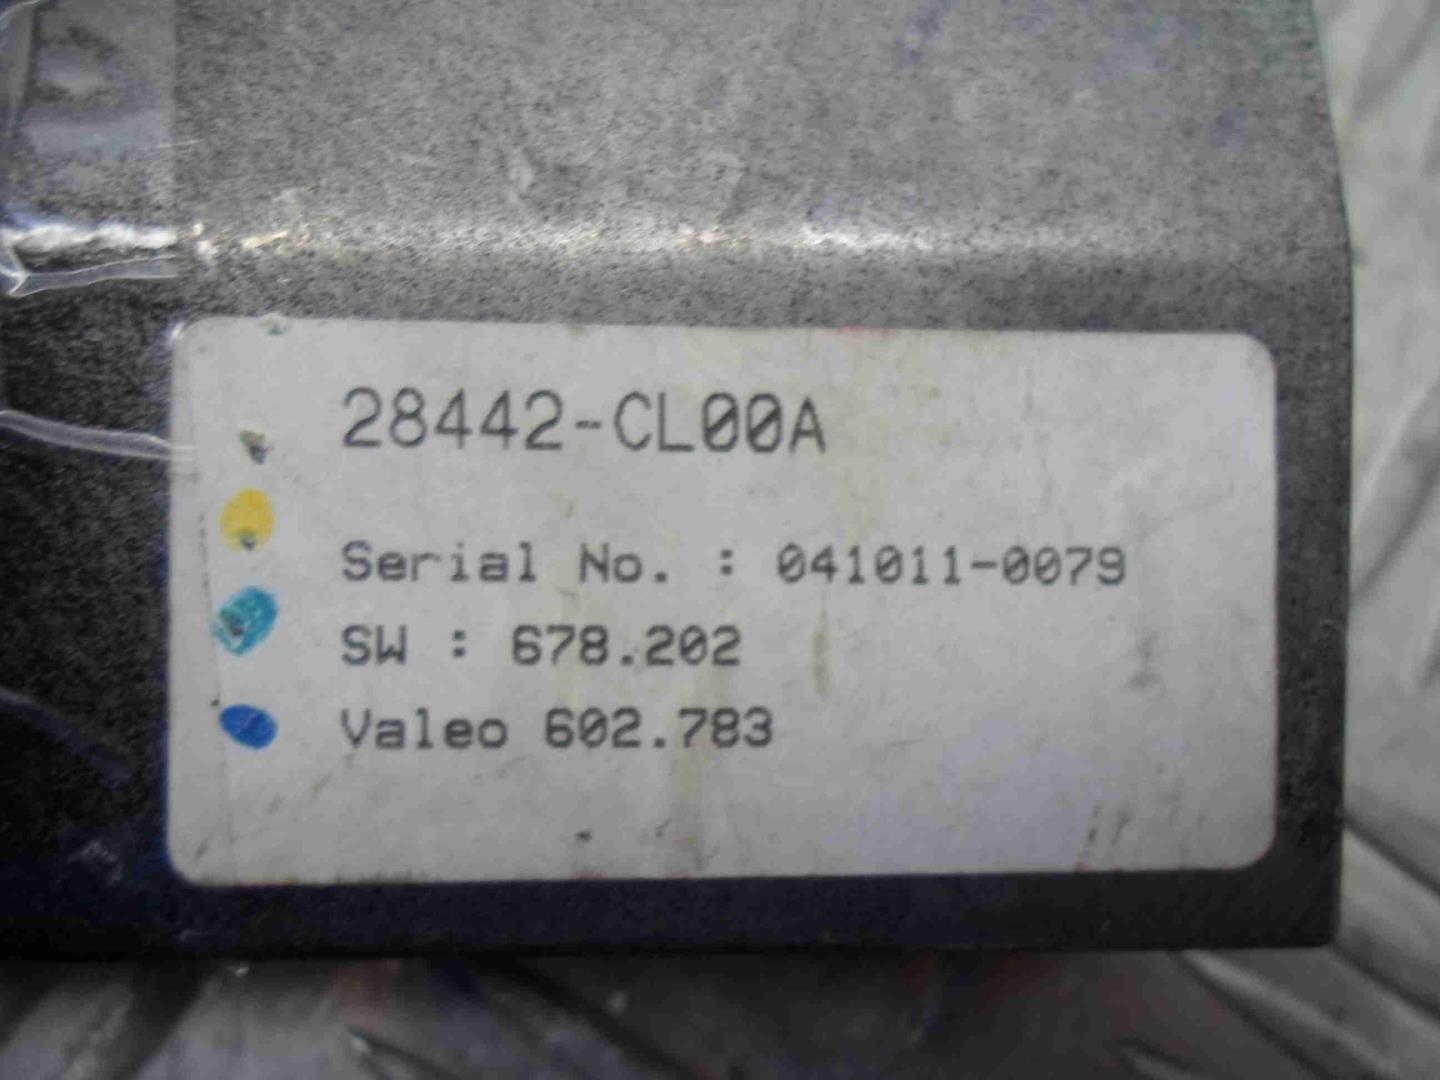 28442-CL00A
Serial No. : 041011-0079
SW : 678.202
Valeo 602.783